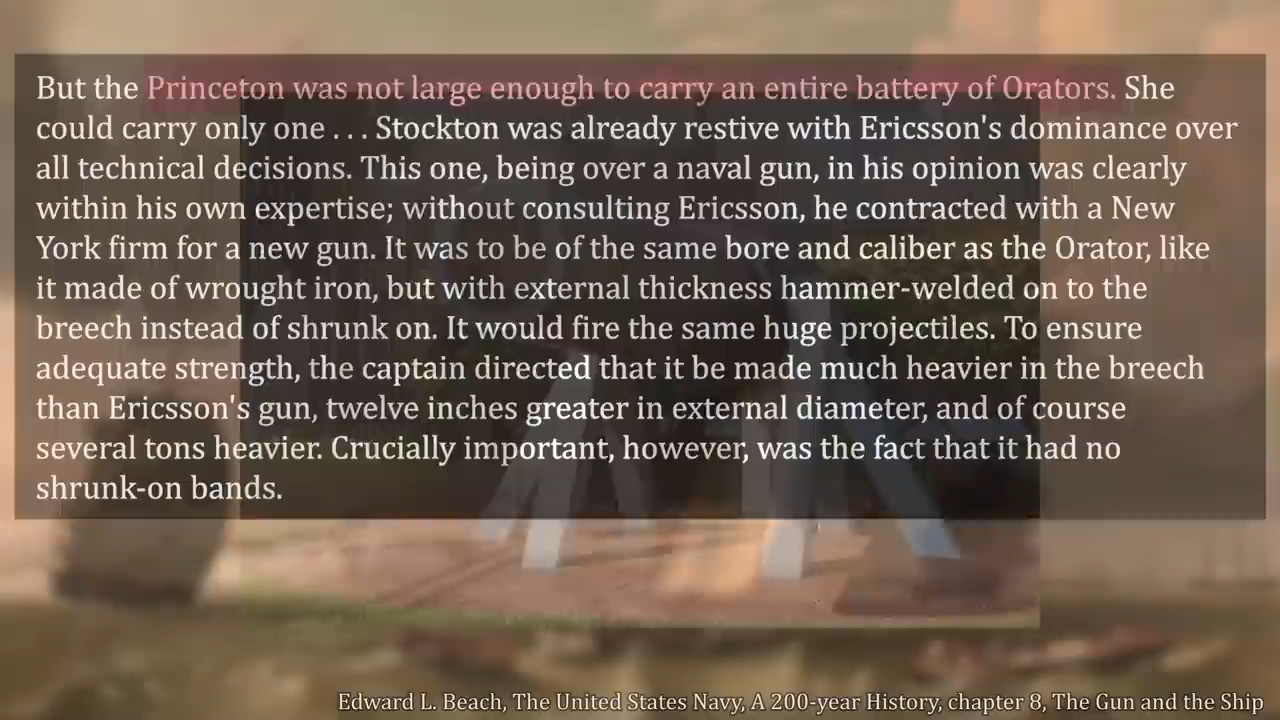 But the Princeton was not large enough to carry an entire battery of Orators. She
could carry only one . . . Stockton was already restive with Ericsson's dominance over
all technical decisions. This one, being over a naval gun, in his opinion was clearly
within his own expertise; without consulting Ericsson, he contracted with a New
York firm for a new gun. It was to be of the same bore and caliber as the Orator, like
it made of wrought iron, but with external thickness hammer-welded on to the
breech instead of shrunk on. It would fire the same huge projectiles. To ensure
adequate strength, the captain directed that it be made much heavier in the breech
than Ericsson's gun, twelve inches greater in external diameter, and of course
several tons heavier. Crucially important, however, was the fact that it had no
shrunk-on bands.
Edward L. Beach, The United States Navy, A 200-year History, chapter 8, The Gun and the Ship